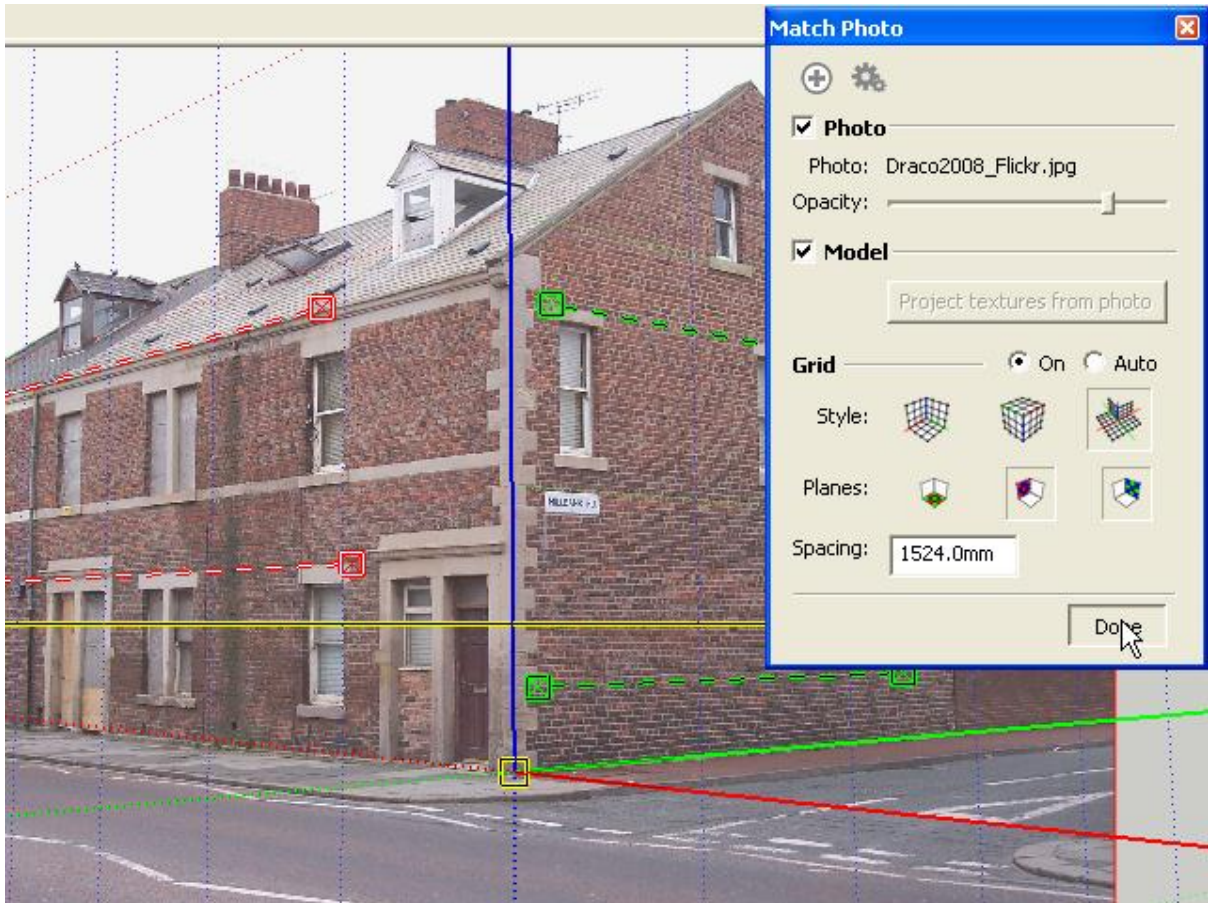 Match Photo
Photo
Photo: Draco2008_Flickr.jpg
Opacity:
Model
Project textures from photo
Grid On Auto
Style:
Planes:
Spacing: 1524.0mm
Done